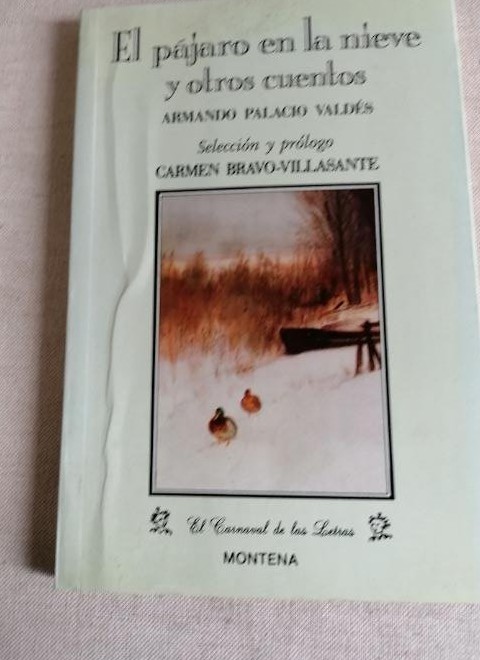 El pájaro en la nieve
y otros cuentos
ARMANDO PALACIO VALDÉS
Selección y prólogo
CARMEN BRAVO-VILLASANTE
El Carnaval de las Letras
MONTENA